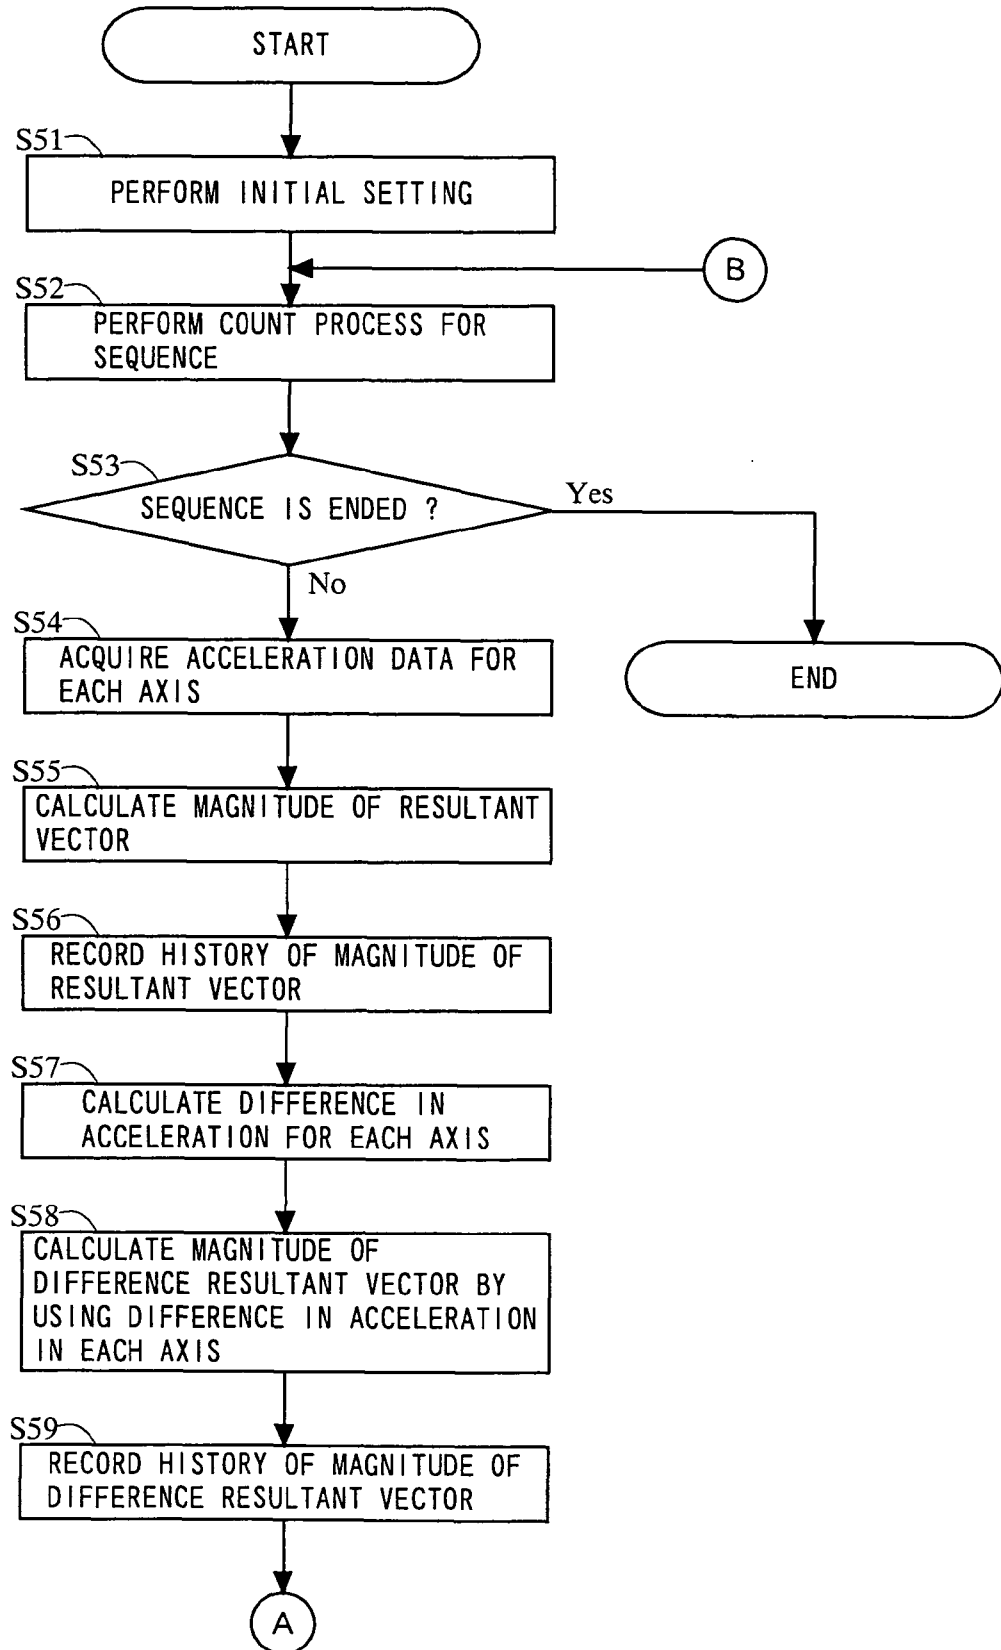 START
S51
PERFORM INITIAL SETTING
B
S52
PERFORM COUNT PROCESS FOR
SEQUENCE
S53
SEQUENCE IS ENDED ?
Yes
No
S54
ACQUIRE ACCELERATION DATA FOR
EACH AXIS
END
S55
CALCULATE MAGNITUDE OF RESULTANT
VECTOR
S56
RECORD HISTORY OF MAGNITUDE OF
RESULTANT VECTOR
S57
CALCULATE DIFFERENCE IN
ACCELERATION FOR EACH AXIS
S58
CALCULATE MAGNITUDE OF
DIFFERENCE RESULTANT VECTOR BY
USING DIFFERENCE IN ACCELERATION
IN EACH AXIS
S59
RECORD HISTORY OF MAGNITUDE OF
DIFFERENCE RESULTANT VECTOR
A